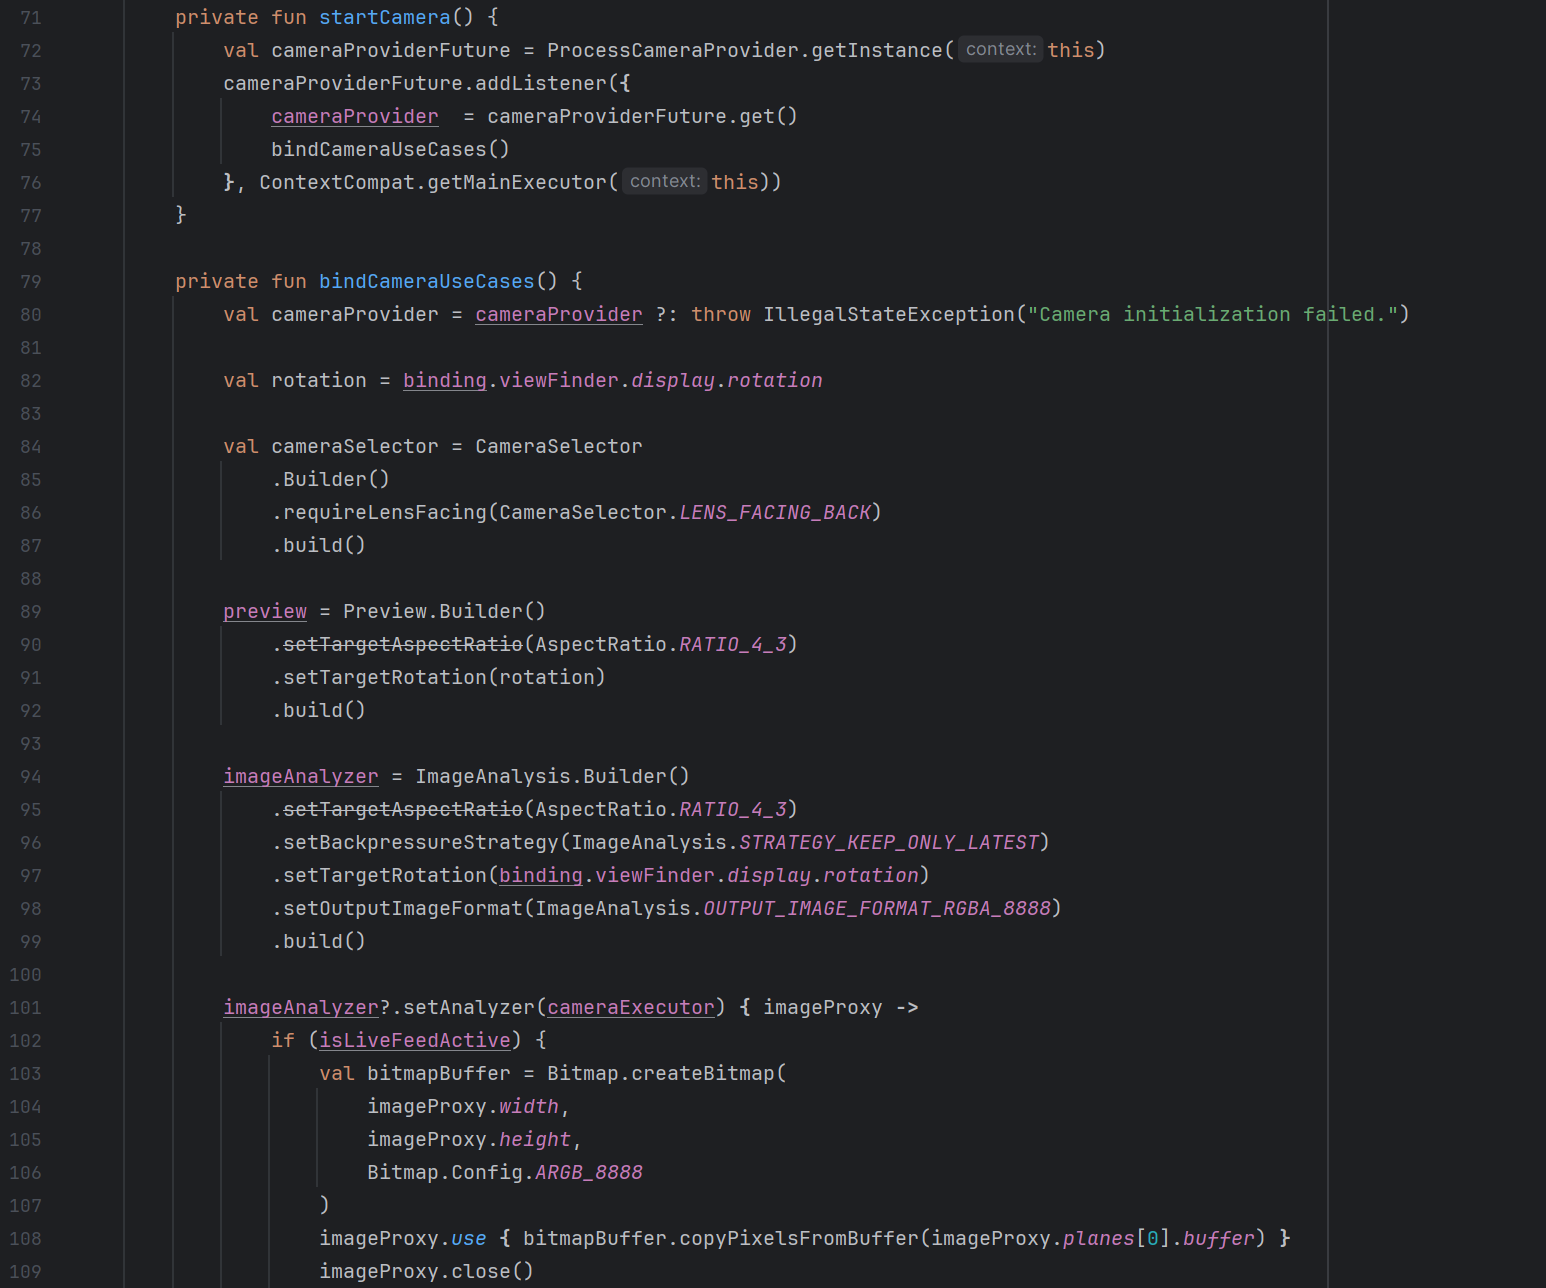 71 private fun startCamera() {
72 val cameraProviderFuture = ProcessCameraProvider.getInstance( context: this)
73 cameraProviderFuture.addListener({
74 cameraProvider  = cameraProviderFuture.get()
75 bindCameraUseCases()
76 }, ContextCompat.getMainExecutor( context: this))
77 }
78
79 private fun bindCameraUseCases() {
80 val cameraProvider = cameraProvider ?: throw IllegalStateException("Camera initialization failed.")
81
82 val rotation = binding.viewFinder.display.rotation
83
84 val cameraSelector = CameraSelector
85 .Builder()
86 .requireLensFacing(CameraSelector.LENS_FACING_BACK)
87 .build()
88
89 preview = Preview.Builder()
90 .setTargetAspectRatio(AspectRatio.RATIO_4_3)
91 .setTargetRotation(rotation)
92 .build()
93
94 imageAnalyzer = ImageAnalysis.Builder()
95 .setTargetAspectRatio(AspectRatio.RATIO_4_3)
96 .setBackpressureStrategy(ImageAnalysis.STRATEGY_KEEP_ONLY_LATEST)
97 .setTargetRotation(binding.viewFinder.display.rotation)
98 .setOutputImageFormat(ImageAnalysis.OUTPUT_IMAGE_FORMAT_RGBA_8888)
99 .build()
100
101 imageAnalyzer?.setAnalyzer(cameraExecutor) { imageProxy ->
102 if (isLiveFeedActive) {
103 val bitmapBuffer = Bitmap.createBitmap(
104 imageProxy.width,
105 imageProxy.height,
106 Bitmap.Config.ARGB_8888
107 )
108 imageProxy.use { bitmapBuffer.copyPixelsFromBuffer(imageProxy.planes[0].buffer) }
109 imageProxy.close()